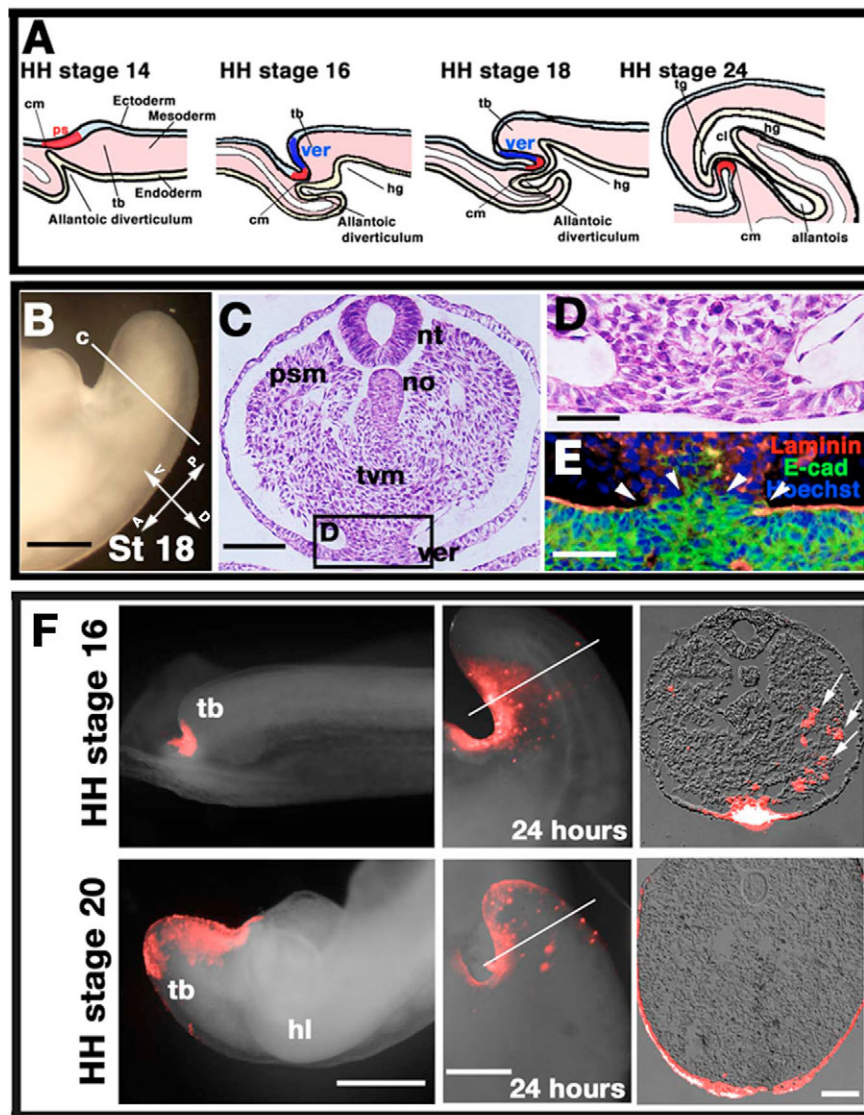 A
HH stage 14
HH stage 16
HH stage 18
HH stage 24
cm
ps
Ectoderm
Mesoderm
tb
Endoderm
Allantoic diverticulum
tb
ver
hg
cm
Allantoic
diverticulum
tb
ver
hg
cm
Allantoic
diverticulum
tg
hg
cl
cm
allantois
B
c
V
P
A
D
St 18
C
nt
psm
no
tvm
D
ver
D
E
Laminin
E-cad
Hoechst
F
HH stage 16
tb
24 hours
HH stage 20
tb
hl
24 hours